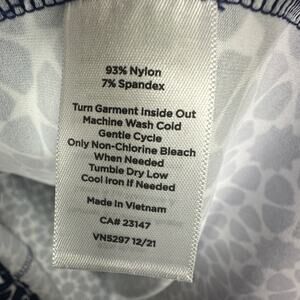 93% Nylon
7% Spandex
Turn Garment Inside Out
Machine Wash Cold
Gentle Cycle
Only Non-Chlorine Bleach
When Needed
Tumble Dry Low
Cool Iron If Needed
Made In Vietnam
CA# 23147
VN5297 12/21